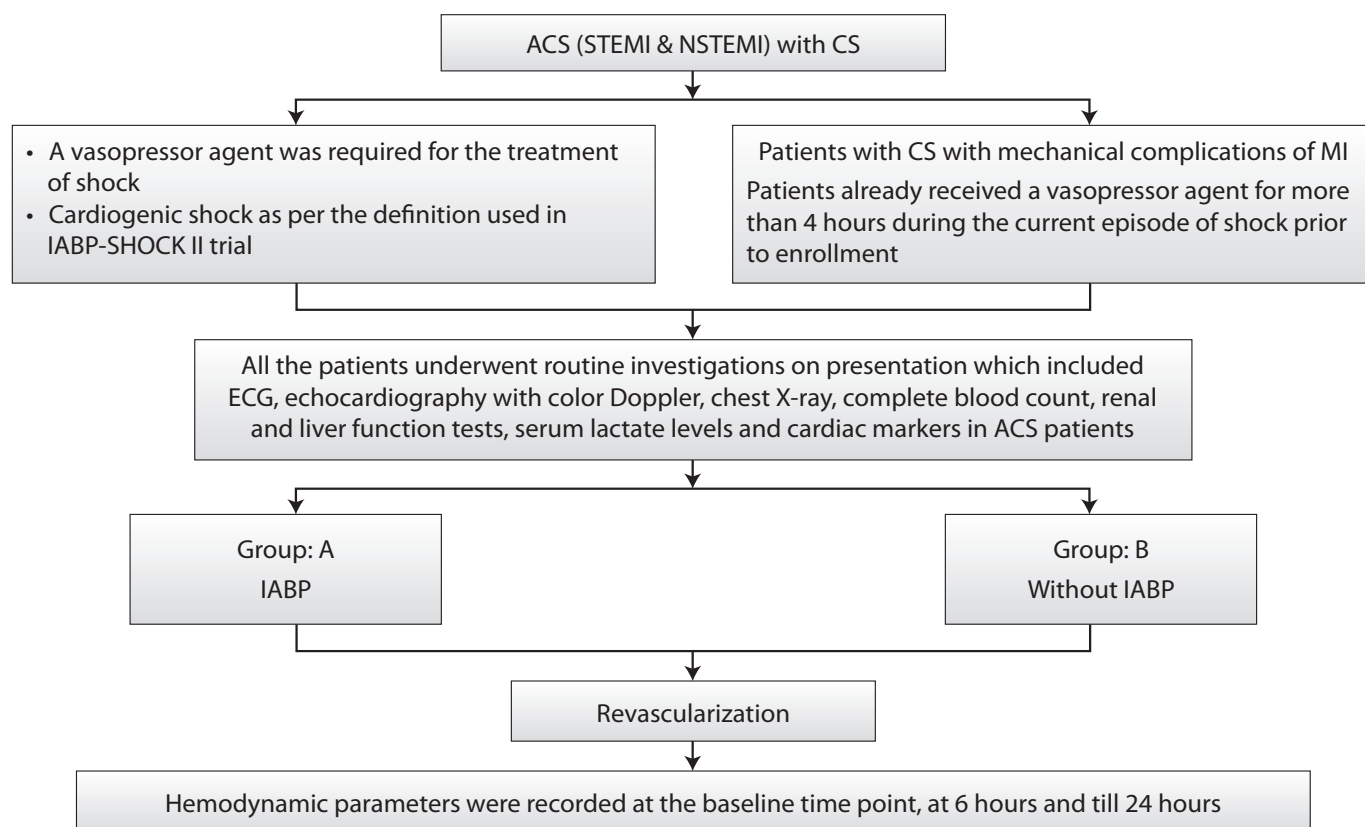 ACS (STEMI & NSTEMI) with CS
• A vasopressor agent was required for the treatment
of shock
• Cardiogenic shock as per the definition used in
IABP-SHOCK II trial
Patients with CS with mechanical complications of MI
Patients already received a vasopressor agent for more
than 4 hours during the current episode of shock prior
to enrollment
All the patients underwent routine investigations on presentation which included
ECG, echocardiography with color Doppler, chest X-ray, complete blood count, renal
and liver function tests, serum lactate levels and cardiac markers in ACS patients
Group: A
IABP
Group: B
Without IABP
Revascularization
Hemodynamic parameters were recorded at the baseline time point, at 6 hours and till 24 hours